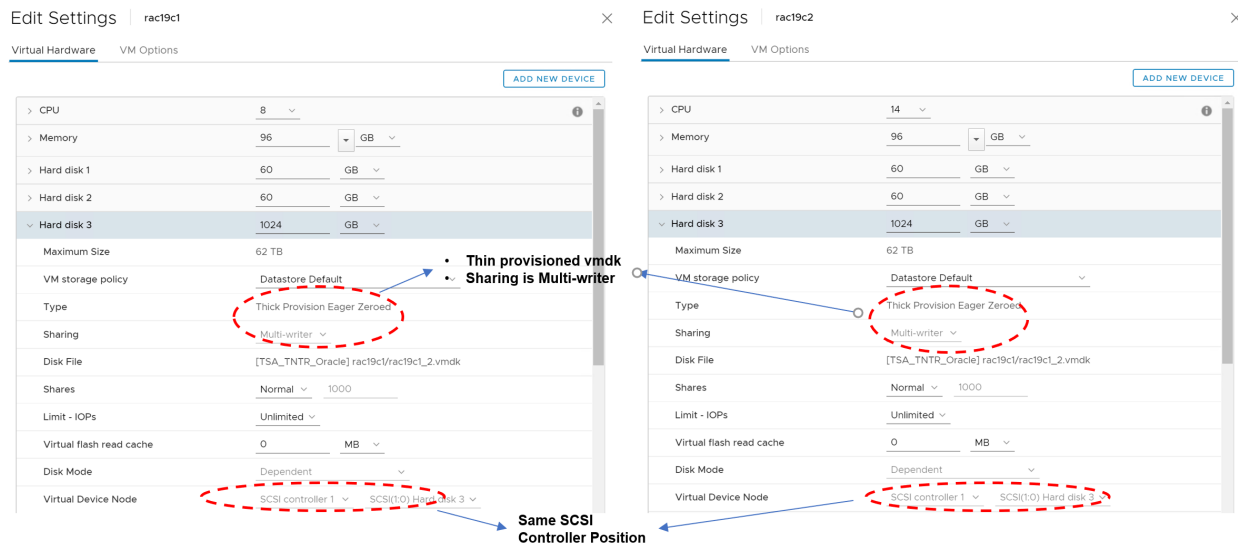 Edit Settings rac19c1
Virtual Hardware VM Options
ADD NEW DEVICE
CPU 8
Memory 96 GB
Hard disk 1 60 GB
Hard disk 2 60 GB
Hard disk 3 1024 GB
Maximum Size 62 TB
VM storage policy Datastore Default
Type Thick Provision Eager Zeroed
Sharing Multi-writer
Disk File [TSA_TNTR_Oracle] rac19c1/rac19c1_2.vmdk
Shares Normal 1000
Limit - IOPs Unlimited
Virtual flash read cache 0 MB
Disk Mode Dependent
Virtual Device Node SCSI controller 1 SCSI(1:0) Hard disk 3
• Thin provisioned vmdk
• Sharing is Multi-writer
Same SCSI
Controller Position
Edit Settings rac19c2
Virtual Hardware VM Options
ADD NEW DEVICE
CPU 14
Memory 96 GB
Hard disk 1 60 GB
Hard disk 2 60 GB
Hard disk 3 1024 GB
Maximum Size 62 TB
VM storage policy Datastore Default
Type Thick Provision Eager Zeroed
Sharing Multi-writer
Disk File [TSA_TNTR_Oracle] rac19c1/rac19c1_2.vmdk
Shares Normal 1000
Limit - IOPs Unlimited
Virtual flash read cache 0 MB
Disk Mode Dependent
Virtual Device Node SCSI controller 1 SCSI(1:0) Hard disk 3